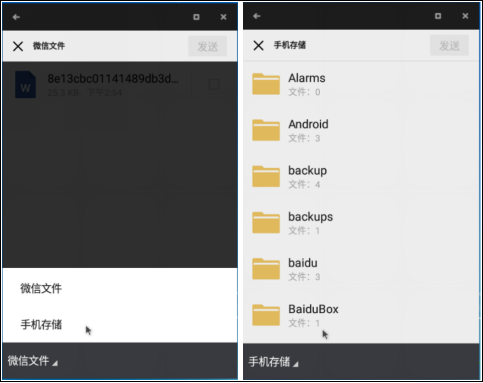 微信文件
发送
8e13cbc01141489db3d...
25.3 KB 下午2:54
微信文件
手机存储
微信文件
手机存储
发送
Alarms
文件：0
Android
文件：3
backup
文件：4
backups
文件：1
baidu
文件：3
BaiduBox
文件：1
手机存储